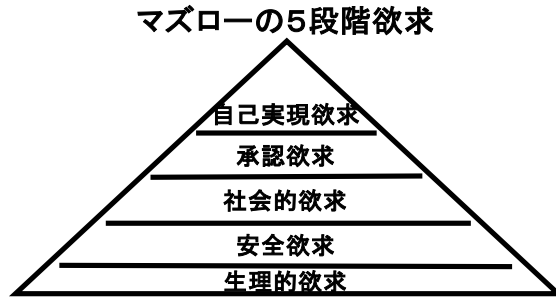 マズローの５段階欲求
自己実現欲求
承認欲求
社会的欲求
安全欲求
生理的欲求